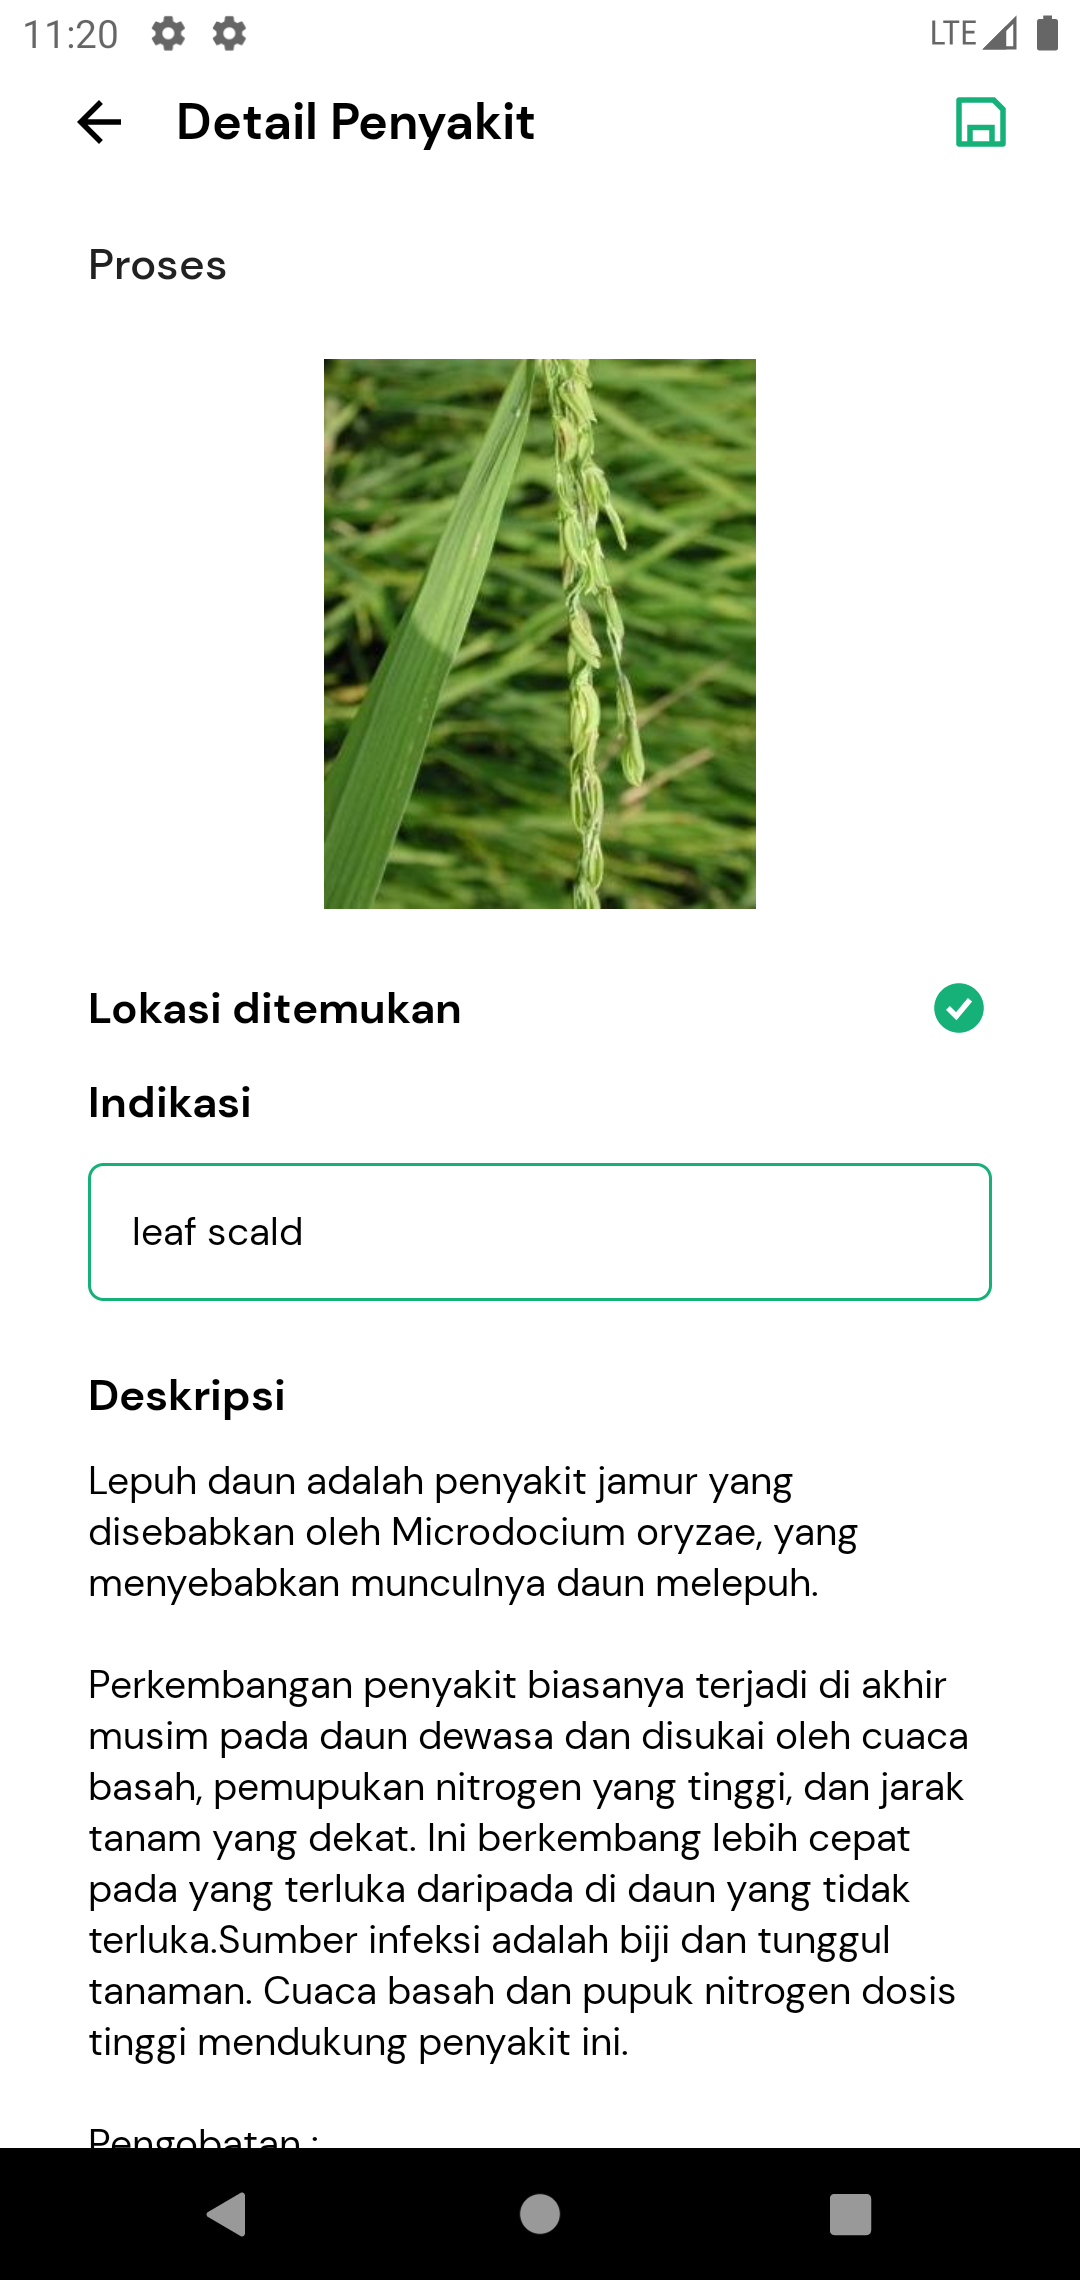 11:20
LTE
Detail Penyakit
Proses
Lokasi ditemukan
Indikasi
leaf scald
Deskripsi
Lepuh daun adalah penyakit jamur yang
disebabkan oleh Microdocium oryzae, yang
menyebabkan munculnya daun melepuh.
Perkembangan penyakit biasanya terjadi di akhir
musim pada daun dewasa dan disukai oleh cuaca
basah, pemupukan nitrogen yang tinggi, dan jarak
tanam yang dekat. Ini berkembang lebih cepat
pada yang terluka daripada di daun yang tidak
terluka.Sumber infeksi adalah biji dan tunggul
tanaman. Cuaca basah dan pupuk nitrogen dosis
tinggi mendukung penyakit ini.
Pengobatan :